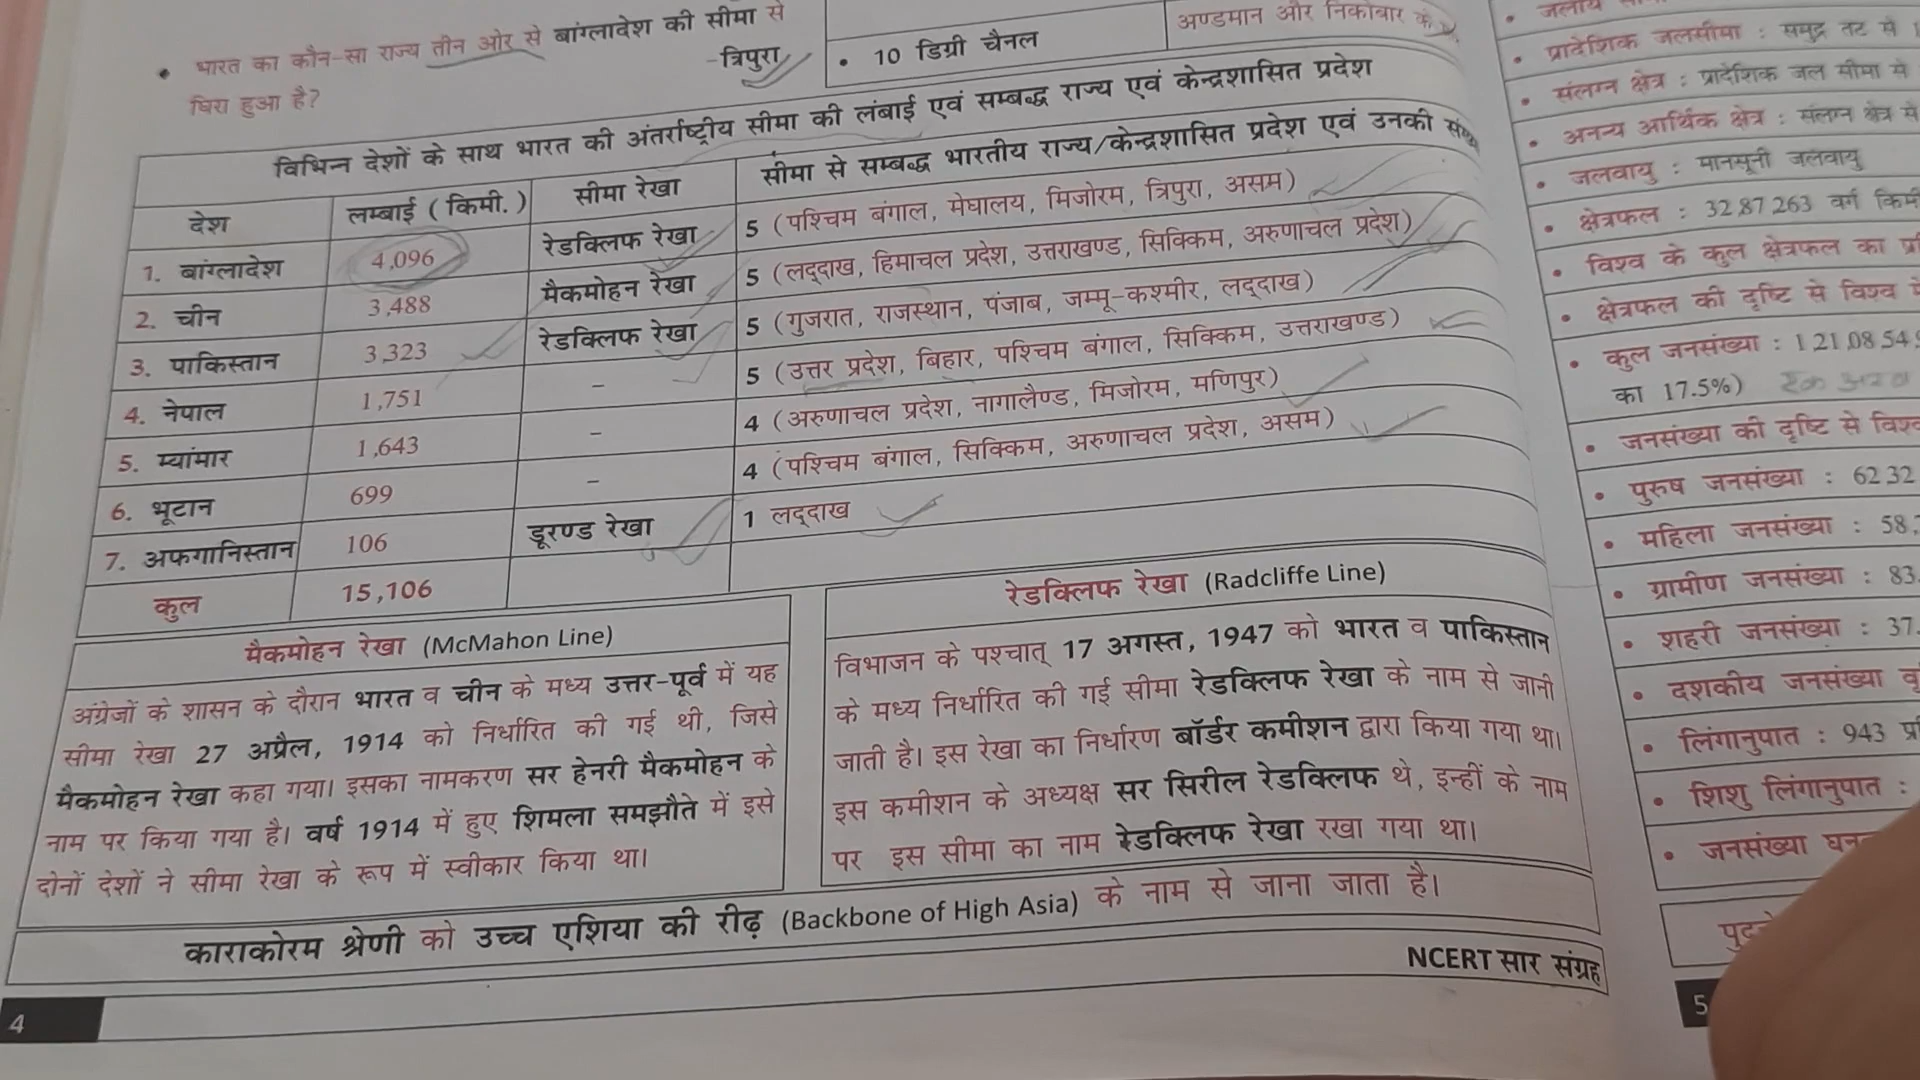 • भारत का कौन-सा राज्य तीन ओर से बांग्लादेश की सीमा से
घिरा हुआ है?
-त्रिपुरा
• 10 डिग्री चैनल
अण्डमान और निकोबार के
विभिन्न देशों के साथ भारत की अंतर्राष्ट्रीय सीमा की लंबाई एवं सम्बद्ध राज्य एवं केन्द्रशासित प्रदेश
देश लम्बाई (किमी.) सीमा रेखा सीमा से सम्बद्ध भारतीय राज्य/केन्द्रशासित प्रदेश एवं उनकी
1. बांग्लादेश 4,096 रेडक्लिफ रेखा 5 (पश्चिम बंगाल, मेघालय, मिजोरम, त्रिपुरा, असम)
2. चीन 3,488 मैकमोहन रेखा 5 (लद्दाख, हिमाचल प्रदेश, उत्तराखण्ड, सिक्किम, अरुणाचल प्रदेश)
3. पाकिस्तान 3,323 रेडक्लिफ रेखा 5 (गुजरात, राजस्थान, पंजाब, जम्मू-कश्मीर, लद्दाख)
4. नेपाल 1,751 – 5 (उत्तर प्रदेश, बिहार, पश्चिम बंगाल, सिक्किम, उत्तराखण्ड)
5. म्यांमार 1,643 – 4 (अरुणाचल प्रदेश, नागालैण्ड, मिजोरम, मणिपुर)
6. भूटान 699 – 4 (पश्चिम बंगाल, सिक्किम, अरुणाचल प्रदेश, असम)
7. अफगानिस्तान 106 डूरण्ड रेखा 1 लद्दाख
कुल 15,106
मैकमोहन रेखा (McMahon Line)
अंग्रेजों के शासन के दौरान भारत व चीन के मध्य उत्तर-पूर्व में यह
सीमा रेखा 27 अप्रैल, 1914 को निर्धारित की गई थी, जिसे
मैकमोहन रेखा कहा गया। इसका नामकरण सर हेनरी मैकमोहन के
नाम पर किया गया है। वर्ष 1914 में हुए शिमला समझौते में इसे
दोनों देशों ने सीमा रेखा के रूप में स्वीकार किया था।
रेडक्लिफ रेखा (Radcliffe Line)
विभाजन के पश्चात् 17 अगस्त, 1947 को भारत व पाकिस्तान
के मध्य निर्धारित की गई सीमा रेडक्लिफ रेखा के नाम से जानी
जाती है। इस रेखा का निर्धारण बॉर्डर कमीशन द्वारा किया गया था।
इस कमीशन के अध्यक्ष सर सिरील रेडक्लिफ थे, इन्हीं के नाम
पर इस सीमा का नाम रेडक्लिफ रेखा रखा गया था।
काराकोरम श्रेणी को उच्च एशिया की रीढ़ (Backbone of High Asia) के नाम से जाना जाता है।
NCERT सार संग्रह
4
• जलीय
• प्रादेशिक जलसीमा : समुद्र तट से
• संलग्न क्षेत्र : प्रादेशिक जल सीमा से
• अनन्य आर्थिक क्षेत्र : संलग्न क्षेत्र से
• जलवायु : मानसूनी जलवायु
• क्षेत्रफल : 32,87,263 वर्ग किमी
• विश्व के कुल क्षेत्रफल का
• क्षेत्रफल की दृष्टि से विश्व
• कुल जनसंख्या : 1,21,08,54,
का 17.5%)
• जनसंख्या की दृष्टि से विश्व
• पुरुष जनसंख्या : 62,32
• महिला जनसंख्या : 58,
• ग्रामीण जनसंख्या : 83.
• शहरी जनसंख्या : 37.
• दशकीय जनसंख्या
• लिंगानुपात : 943
• शिशु लिंगानुपात :
• जनसंख्या
5